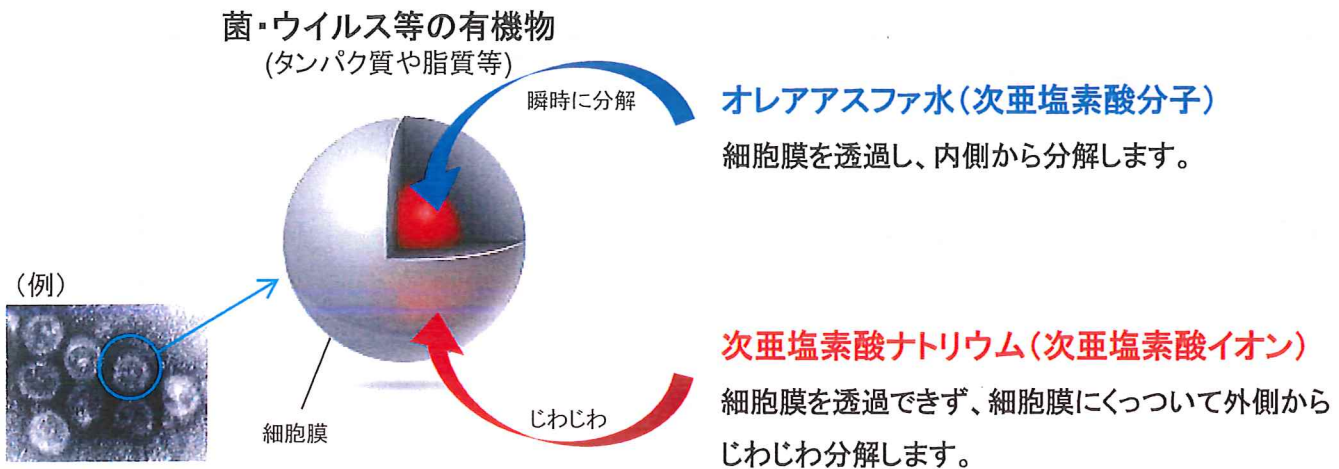 菌・ウイルス等の有機物
(タンパク質や脂質等)
瞬時に分解
オレアアスファ水(次亜塩素酸分子)
細胞膜を透過し、内側から分解します。
(例)
次亜塩素酸ナトリウム(次亜塩素酸イオン)
細胞膜を透過できず、細胞膜にくっついて外側から
じわじわ分解します。
じわじわ
細胞膜